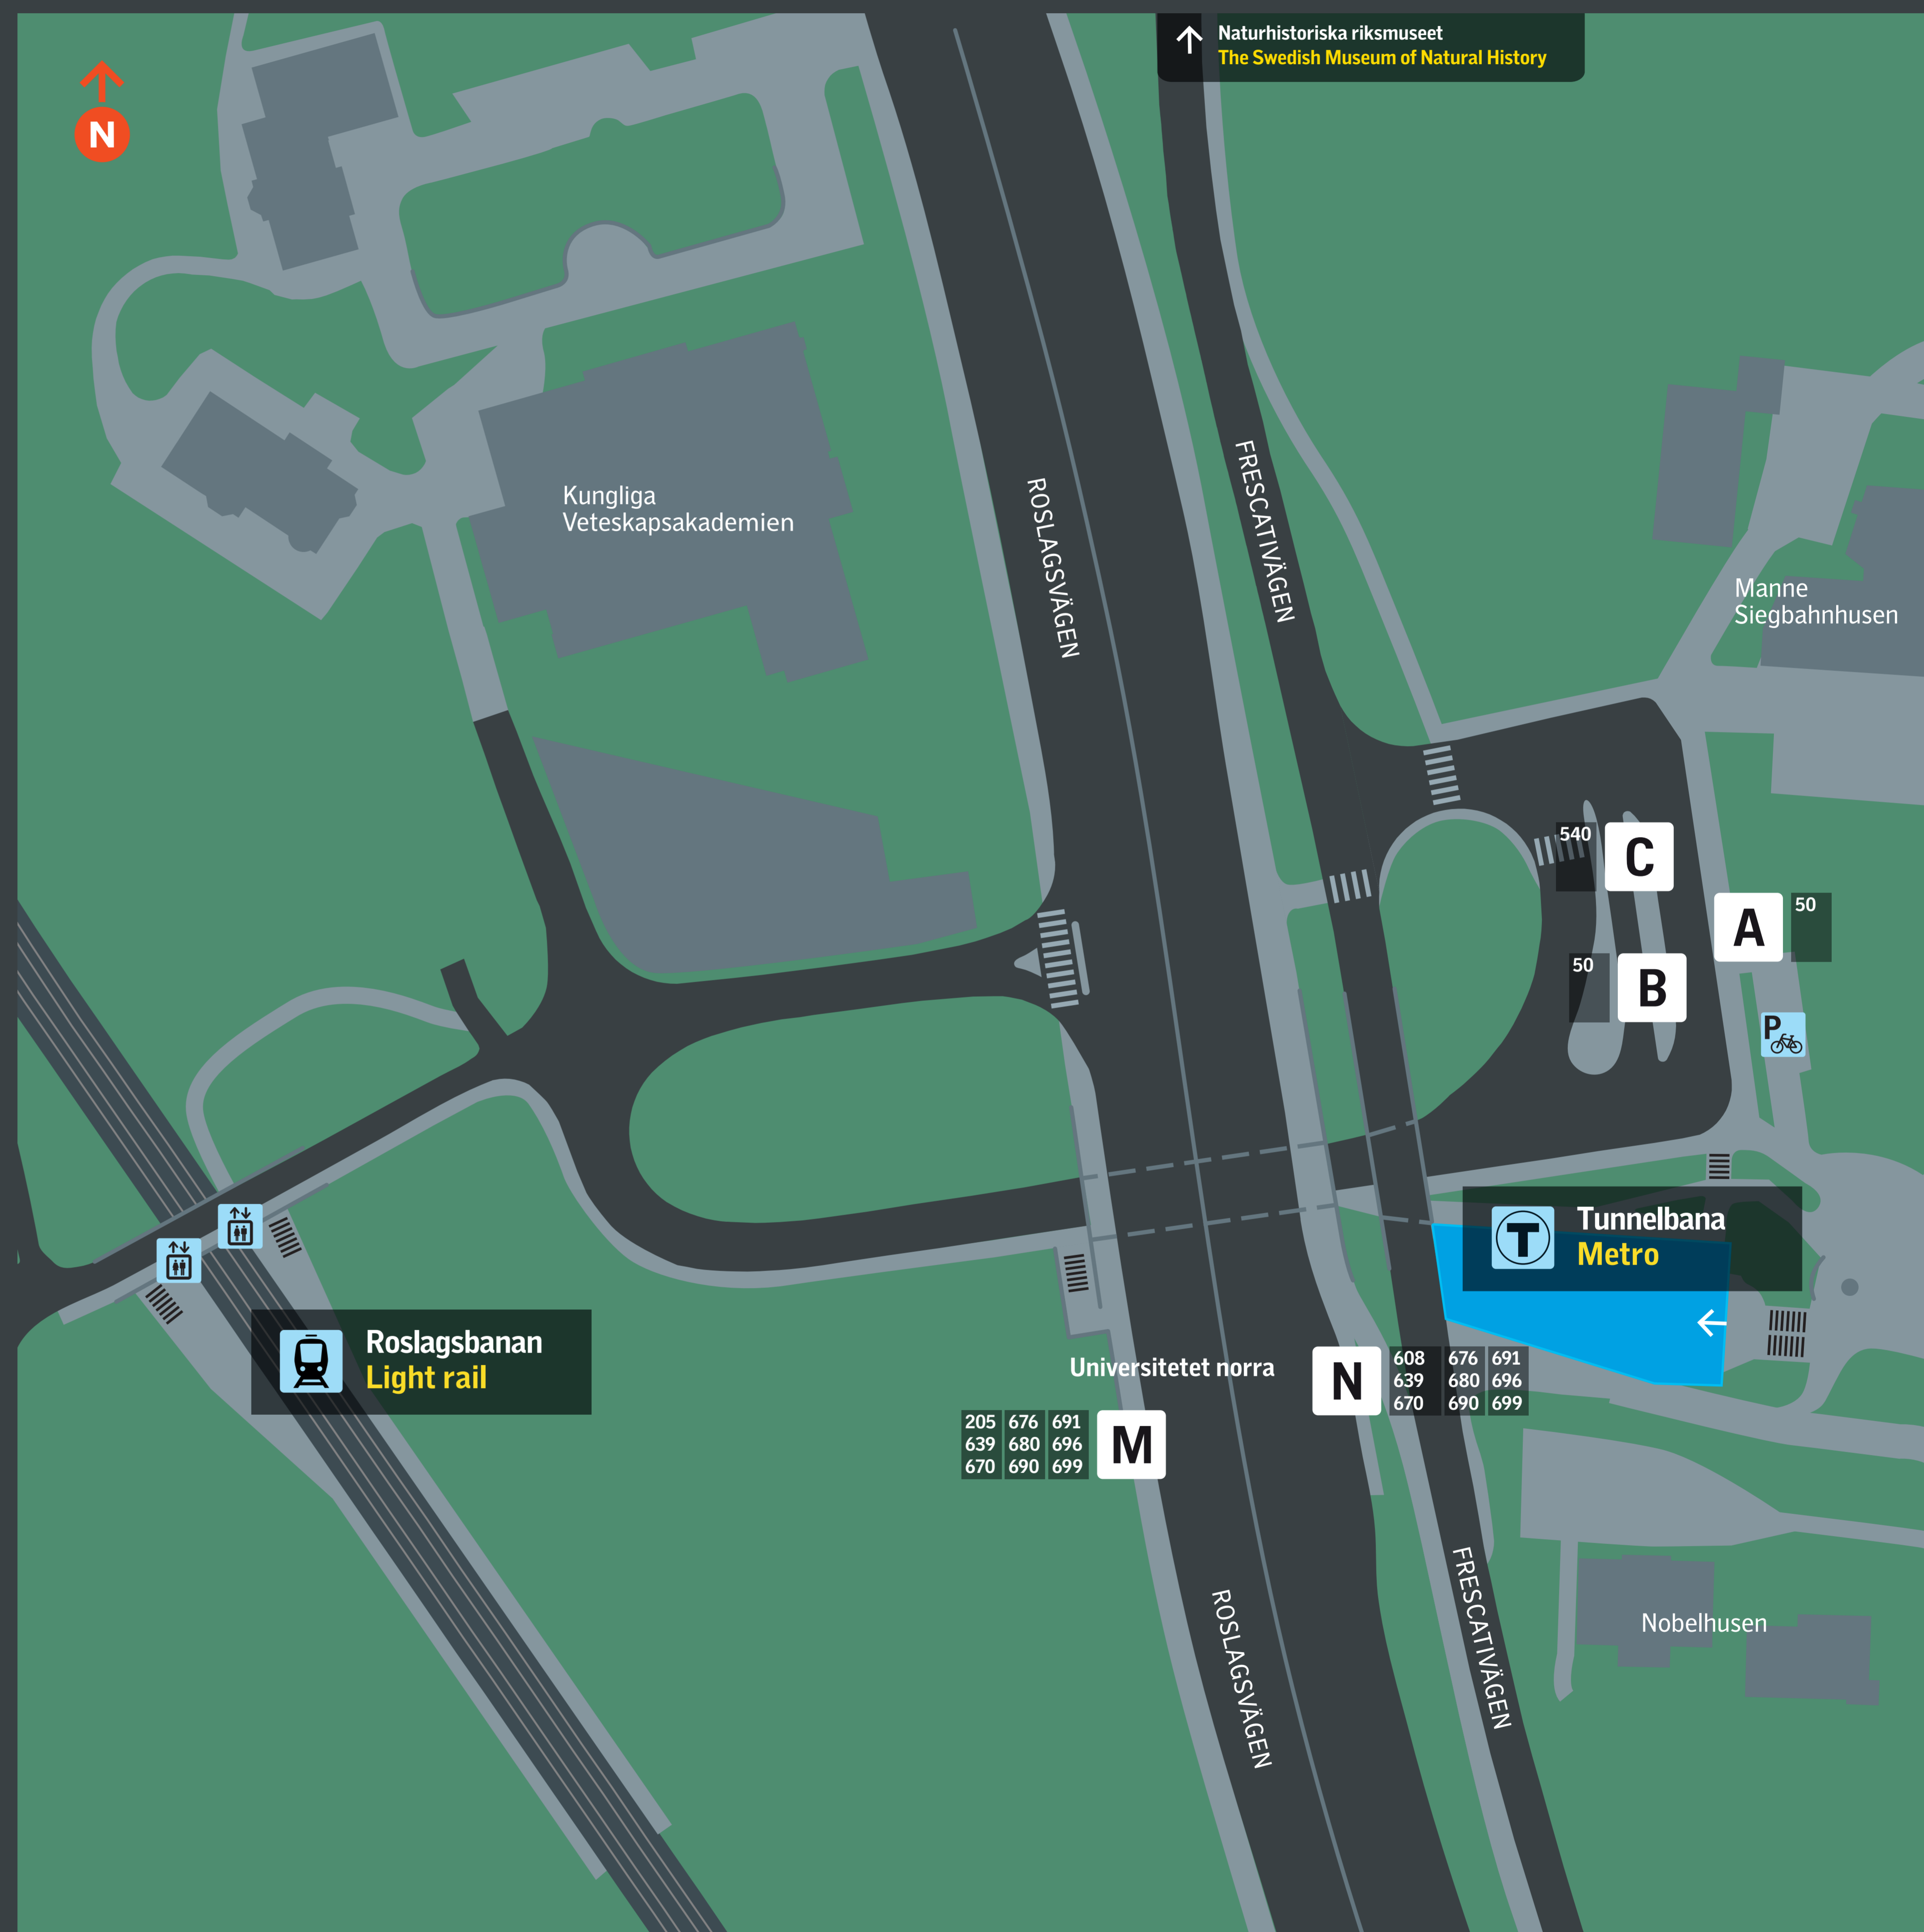 Naturhistoriska riksmuseet
The Swedish Museum of Natural History
N
Kungliga
Veteskapsakademien
ROSLAGSVÄGEN
FRESCATIVÄGEN
Manne
Siegbahnhusen
540
C
A
50
50
B
P
Tunnelbana
Metro
T
Roslagsbanan
Light rail
Universitetet norra
N
608 676 691
639 680 696
670 690 699
205 676 691
639 680 696
670 690 699
M
ROSLAGSVÄGEN
FRESCATIVÄGEN
Nobelhusen